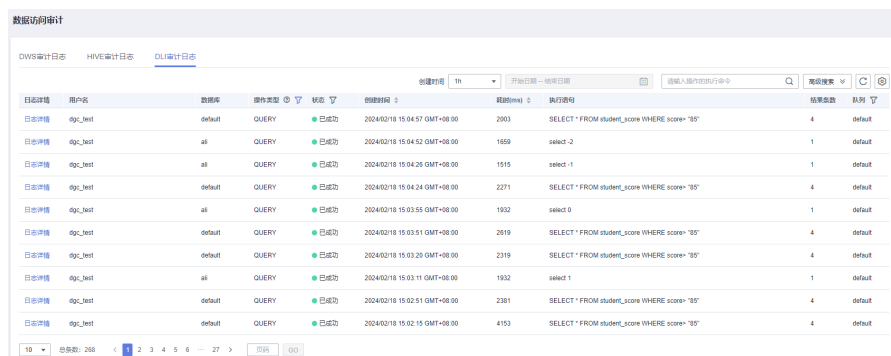 数据访问审计
DWS审计日志 HIVE审计日志 DLI审计日志
创建时间 1h 开始日期 – 结束日期 请输入操作的执行命令 高级搜索
日志详情 用户名 数据库 操作类型 状态 创建时间 耗时(ms) 执行语句 结果条数 队列
日志详情 dgc_test default QUERY 已成功 2024/02/18 15:04:57 GMT+08:00 2003 SELECT * FROM student_score WHERE score> "85" 4 default
日志详情 dgc_test ali QUERY 已成功 2024/02/18 15:04:52 GMT+08:00 1659 select -2 1 default
日志详情 dgc_test ali QUERY 已成功 2024/02/18 15:04:26 GMT+08:00 1515 select -1 1 default
日志详情 dgc_test default QUERY 已成功 2024/02/18 15:04:24 GMT+08:00 2271 SELECT * FROM student_score WHERE score> "85" 4 default
日志详情 dgc_test ali QUERY 已成功 2024/02/18 15:03:55 GMT+08:00 1932 select 0 1 default
日志详情 dgc_test default QUERY 已成功 2024/02/18 15:03:51 GMT+08:00 2619 SELECT * FROM student_score WHERE score> "85" 4 default
日志详情 dgc_test default QUERY 已成功 2024/02/18 15:03:20 GMT+08:00 2319 SELECT * FROM student_score WHERE score> "85" 4 default
日志详情 dgc_test ali QUERY 已成功 2024/02/18 15:03:11 GMT+08:00 1932 select 1 1 default
日志详情 dgc_test default QUERY 已成功 2024/02/18 15:02:51 GMT+08:00 2381 SELECT * FROM student_score WHERE score> "85" 4 default
日志详情 dgc_test default QUERY 已成功 2024/02/18 15:02:15 GMT+08:00 4153 SELECT * FROM student_score WHERE score> "85" 4 default
10 总条数: 268 < 1 2 3 4 5 6 ··· 27 > 页码 GO